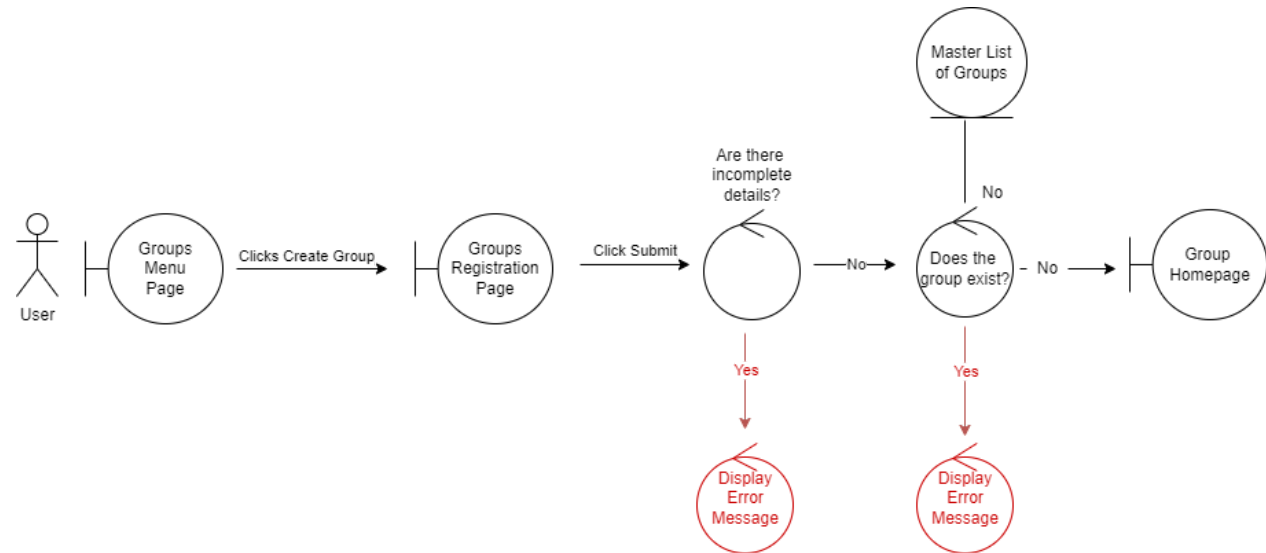 Master List
of Groups
Are there
incomplete
details?
No
User
Groups
Menu
Page
Clicks Create Group
Groups
Registration
Page
Click Submit
No
Does the
group exist?
No
Group
Homepage
Yes
Yes
Display
Error
Message
Display
Error
Message